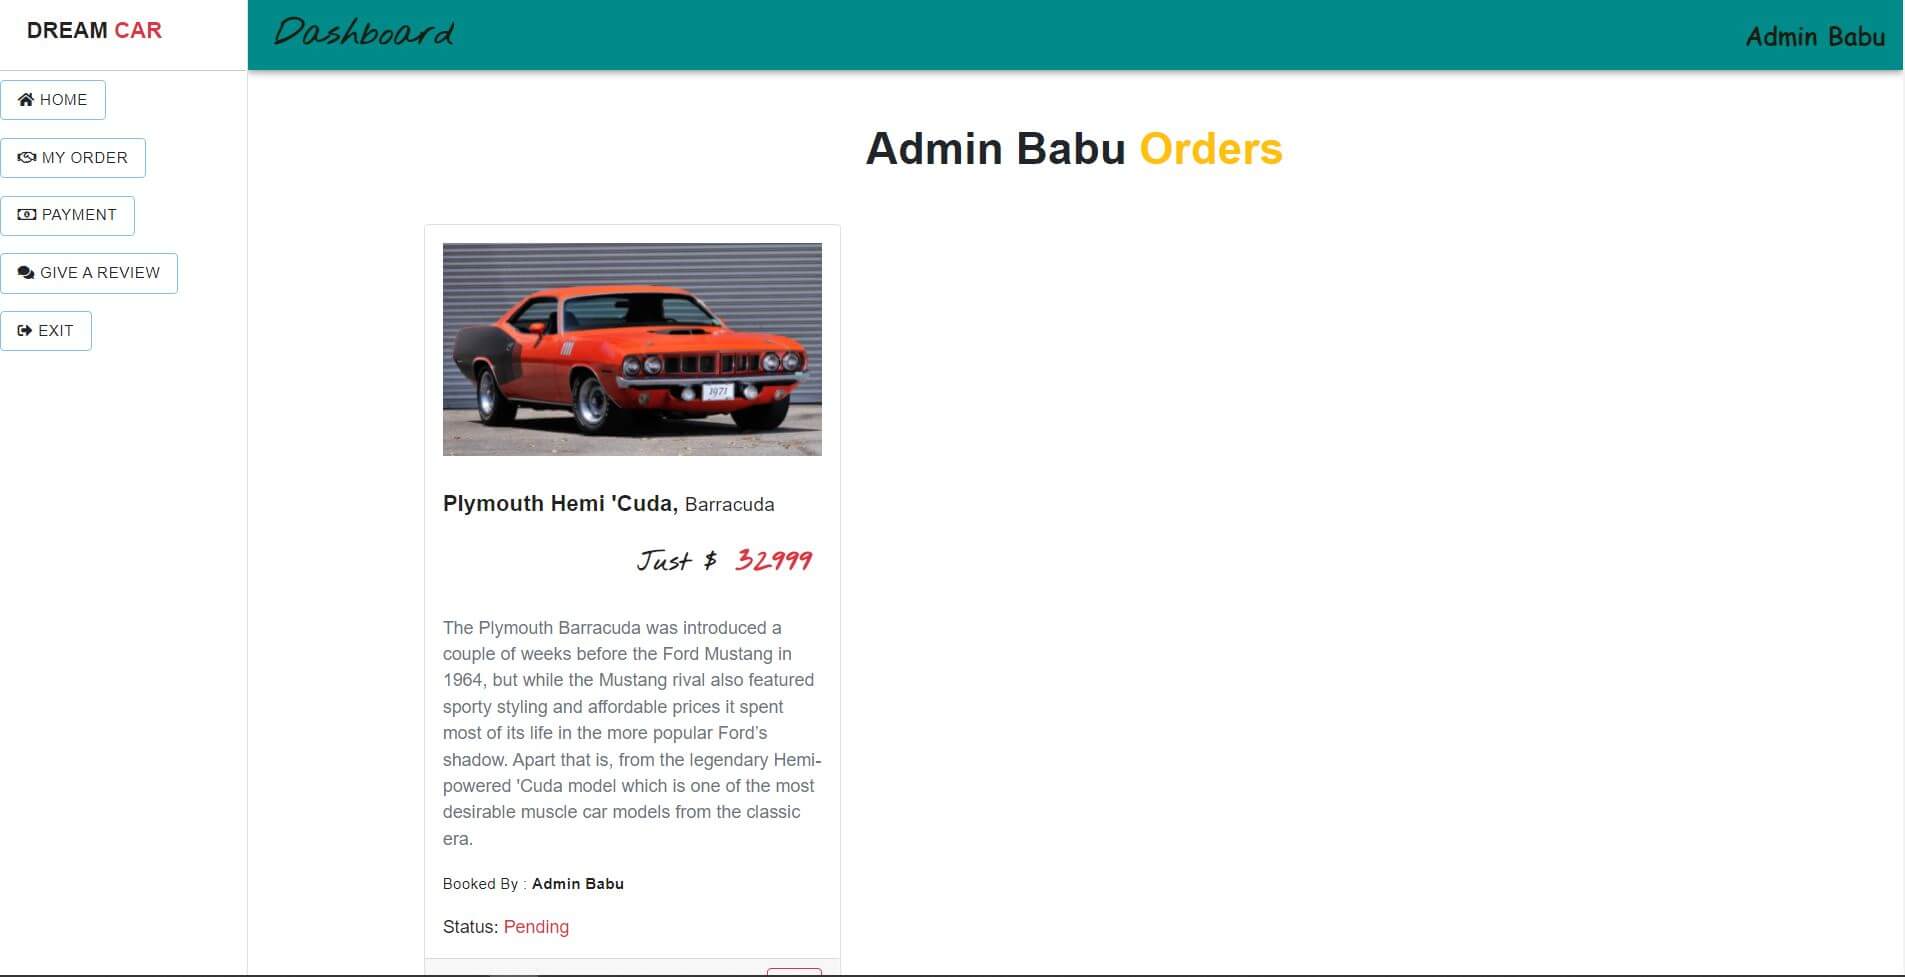 DREAM CAR
Dashboard
Admin Babu
HOME
MY ORDER
PAYMENT
GIVE A REVIEW
EXIT
Admin Babu Orders
1971
Plymouth Hemi 'Cuda, Barracuda
Just $ 32999
The Plymouth Barracuda was introduced a
couple of weeks before the Ford Mustang in
1964, but while the Mustang rival also featured
sporty styling and affordable prices it spent
most of its life in the more popular Ford’s
shadow. Apart that is, from the legendary Hemi-
powered 'Cuda model which is one of the most
desirable muscle car models from the classic
era.
Booked By : Admin Babu
Status: Pending